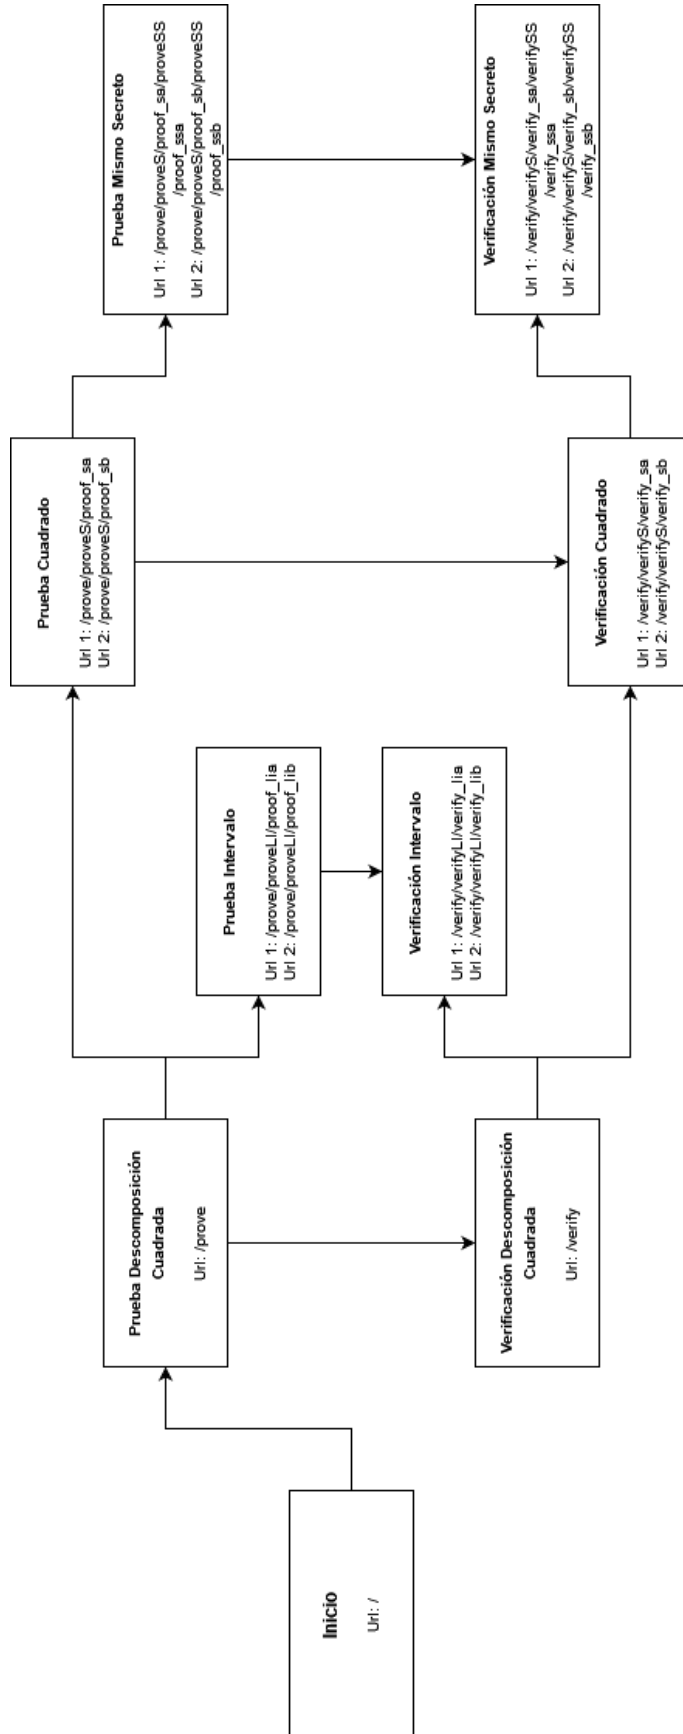 Inicio
Url: /
Prueba Descomposición
Cuadrada
Url: /prove
Verificación Descomposición
Cuadrada
Url: /verify
Prueba Intervalo
Url 1: /prove/proveLI/proof_lia
Url 2: /prove/proveLI/proof_lib
Verificación Intervalo
Url 1: /verify/verifyLI/verify_lia
Url 2: /verify/verifyLI/verify_lib
Prueba Cuadrado
Url 1: /prove/proveS/proof_sa
Url 2: /prove/proveS/proof_sb
Verificación Cuadrado
Url 1: /verify/verifyS/verify_sa
Url 2: /verify/verifyS/verify_sb
Prueba Mismo Secreto
Url 1: /prove/proveS/proof_sa/proveSS
/proof_ssa
Url 2: /prove/proveS/proof_sb/proveSS
/proof_ssb
Verificación Mismo Secreto
Url 1: /verify/verifyS/verify_sa/verifySS
/verify_ssa
Url 2: /verify/verifyS/verify_sb/verifySS
/verify_ssb